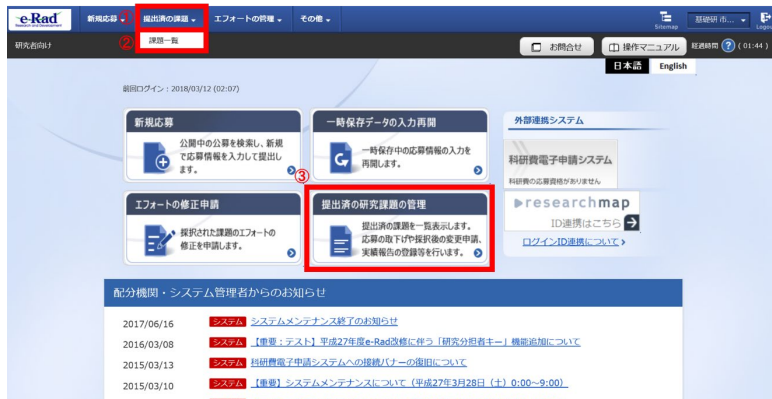 e-Rad
Research and Development
新規応募
①
提出済の課題
エフォートの管理
その他
Sitemap
基礎研 市...
Logout
研究者向け
②
課題一覧
お問合せ
操作マニュアル
経過時間 ? ( 01:44 )
日本語 English
前回ログイン：2018/03/12 (02:07)
新規応募
公開中の公募を検索し、新規
で応募情報を入力して提出し
ます。
一時保存データの入力再開
一時保存中の応募情報の入力を
再開します。
③
エフォートの修正申請
採択された課題のエフォートの
修正を申請します。
提出済の研究課題の管理
提出済の課題を一覧表示します。
応募の取下げや採択後の変更申請、
実績報告の登録等を行います。
外部連携システム
科研費電子申請システム
科研費の応募資格がありません
researchmap
ID連携はこちら
ログインID連携について
配分機関・システム管理者からのお知らせ
2017/06/16 システム システムメンテナンス終了のお知らせ
2016/03/08 システム 【重要：テスト】平成27年度e-Rad改修に伴う「研究分担者キー」機能追加について
2015/03/13 システム 科研費電子申請システムへの接続バナーの復旧について
2015/03/10 システム 【重要】システムメンテナンスについて（平成27年3月28日（土）0:00～9:00）